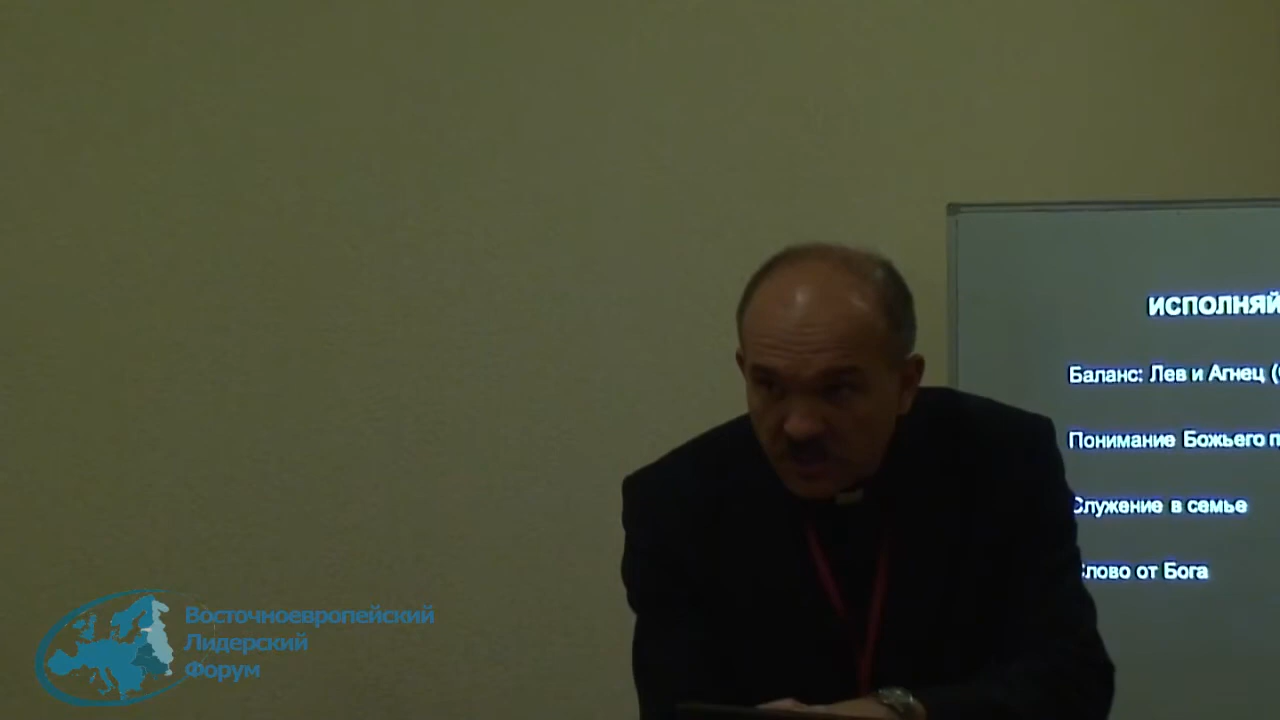 ИСПОЛНЯЙ
Баланс: Лев и Агнец
Понимание Божьего
Служение в семье
Слово от Бога
Восточноевропейский
Лидерский
Форум